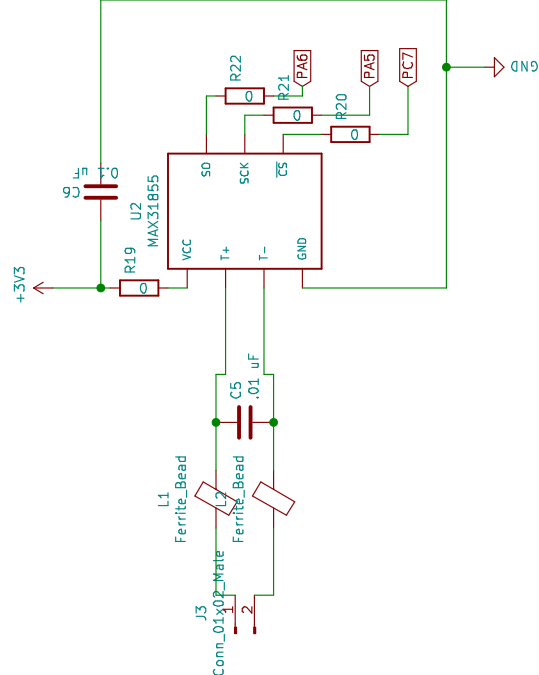 R22
PA6
R21
PA5
R20
PC7
GND
0
0
0
0.1 uF
C6
U2
MAX31855
SO
SCK
CS
VCC
T+
T-
GND
R19
0
+3V3
C5
.01 uF
L1
Ferrite_Bead
L2
Ferrite_Bead
J3
Conn_01x02_Male
1
2